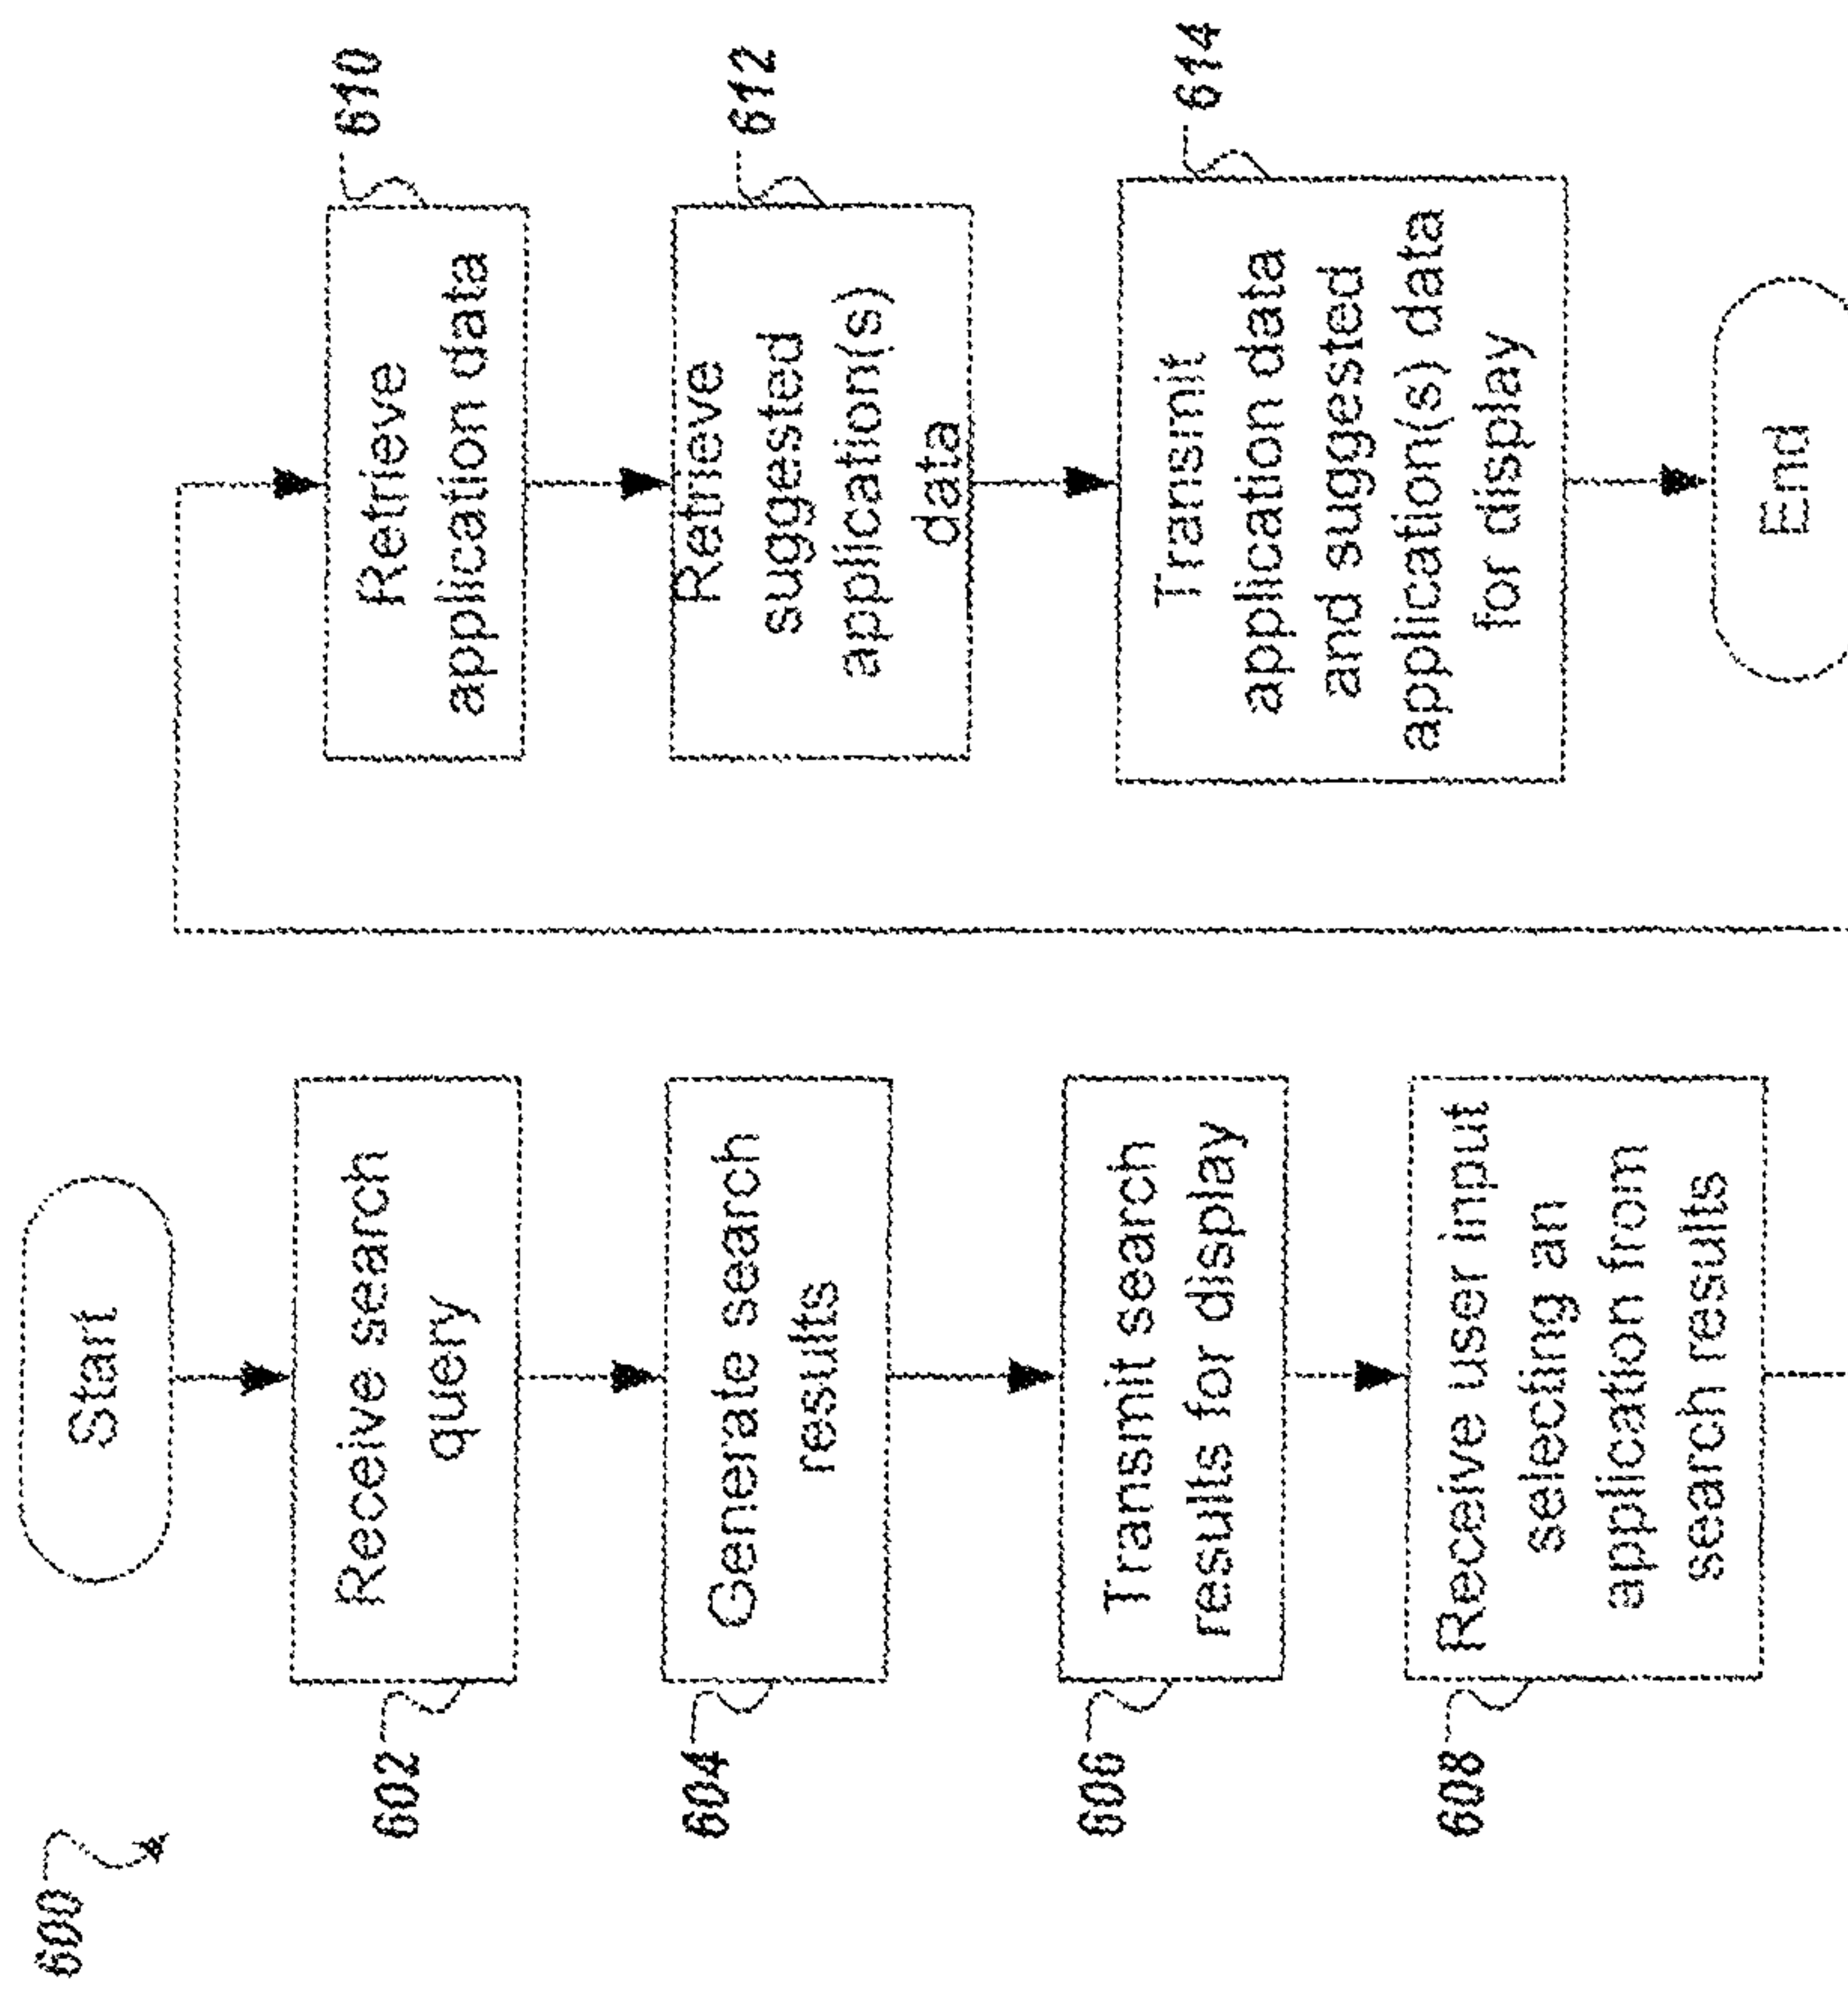 600
Start
602
Receive search
query
604
Generate search
results
606
Transmit search
results for display
608
Receive user input
selecting an
application from
search results
610
Retrieve
application data
612
Retrieve
suggested
application(s)
data
614
Transmit
application data
and suggested
application(s) data
for display
End